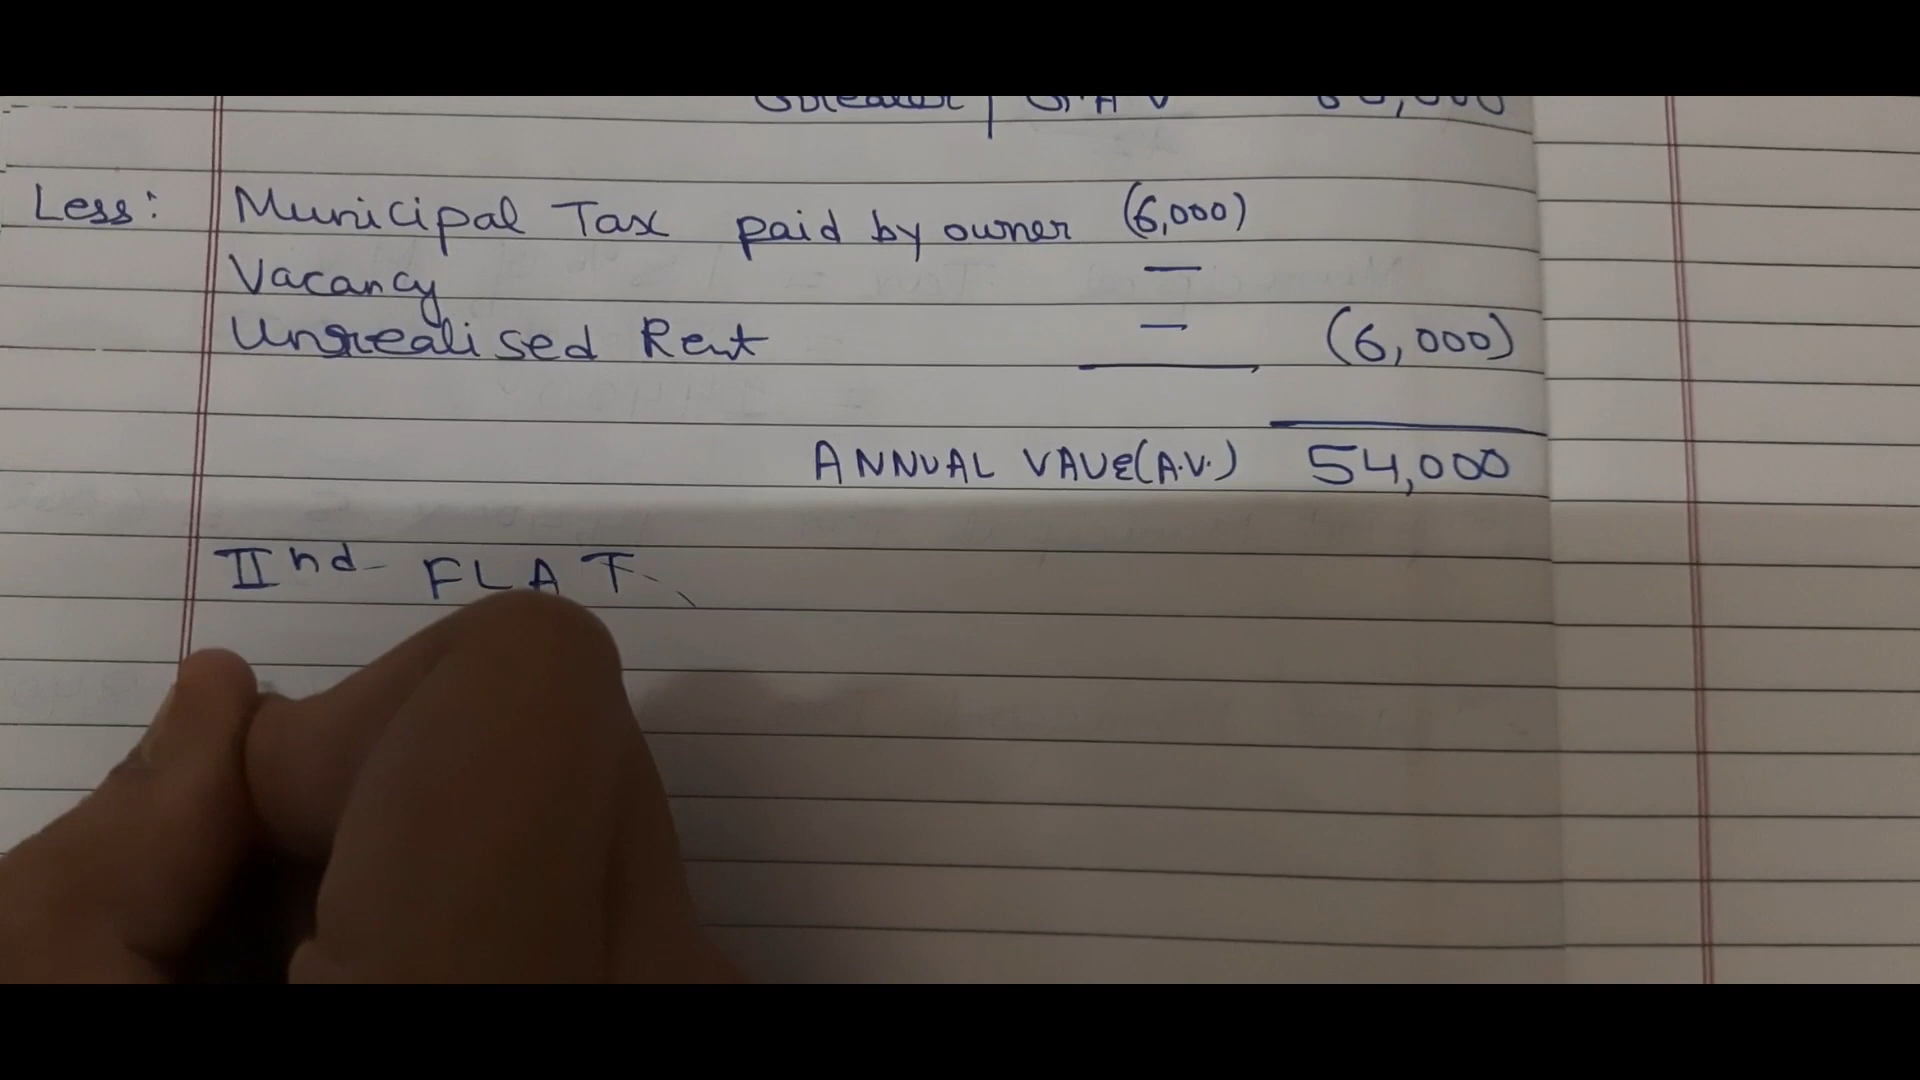 Less: Municipal Tax paid by owner (6,000)
Vacancy —
Unrealised Rent — (6,000)
ANNUAL VAUE(A.V.) 54,000
IInd FLAT